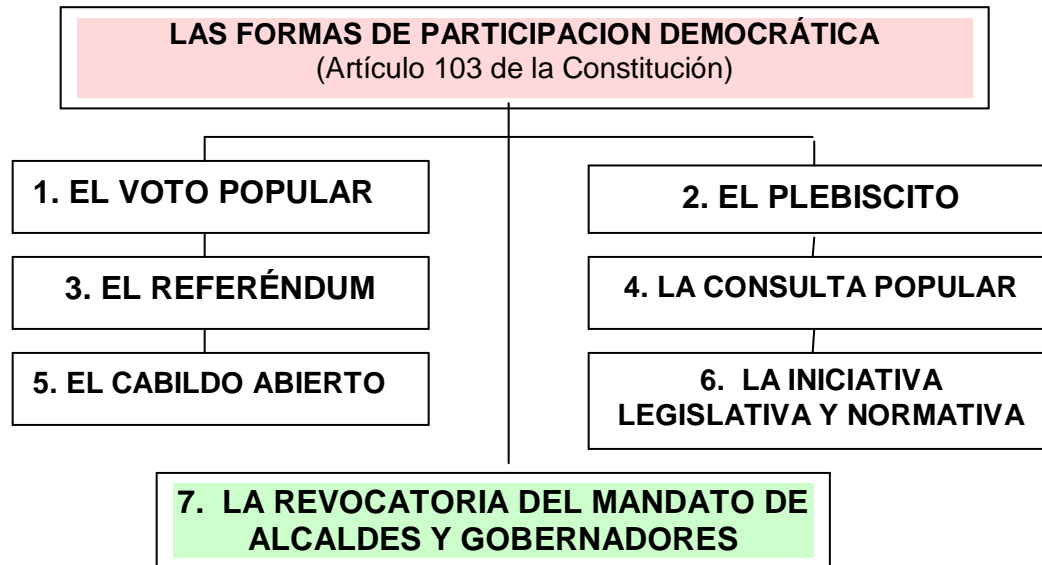 LAS FORMAS DE PARTICIPACION DEMOCRÁTICA
(Artículo 103 de la Constitución)
1. EL VOTO POPULAR
2. EL PLEBISCITO
3. EL REFERÉNDUM
4. LA CONSULTA POPULAR
5. EL CABILDO ABIERTO
6. LA INICIATIVA
LEGISLATIVA Y NORMATIVA
7. LA REVOCATORIA DEL MANDATO DE
ALCALDES Y GOBERNADORES